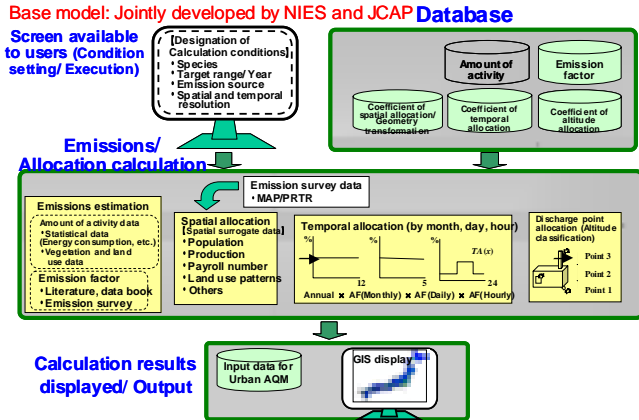 Base model: Jointly developed by NIES and JCAP
Database
Screen available
to users (Condition
setting/ Execution)
【Designation of
Calculation conditions】
•Species
•Target range/ Year
•Emission source
•Spatial and temporal
resolution
Amount of
activity
Emission
factor
Coefficient of
spatial allocation/
Geometry
transformation
Coefficient of
temporal
allocation
Coefficient of
altitude
allocation
Emissions/
Allocation calculation
Emission survey data
•MAP/PRTR
Emissions estimation
Amount of activity data
•Statistical data
(Energy consumption, etc.)
•Vegetation and land
use data
Emission factor
•Literature, data book
•Emission survey
Spatial allocation
【Spatial surrogate data】
•Population
•Production
•Payroll number
•Land use patterns
•Others
Temporal allocation (by month, day, hour)
% % %
TA(x)
12 5 24
Annual × AF(Monthly) × AF(Daily) × AF(Hourly)
Discharge point
allocation (Altitude
classification)
Point 3
Point 2
Point 1
Calculation results
displayed/ Output
Input data for
Urban AQM
GIS display